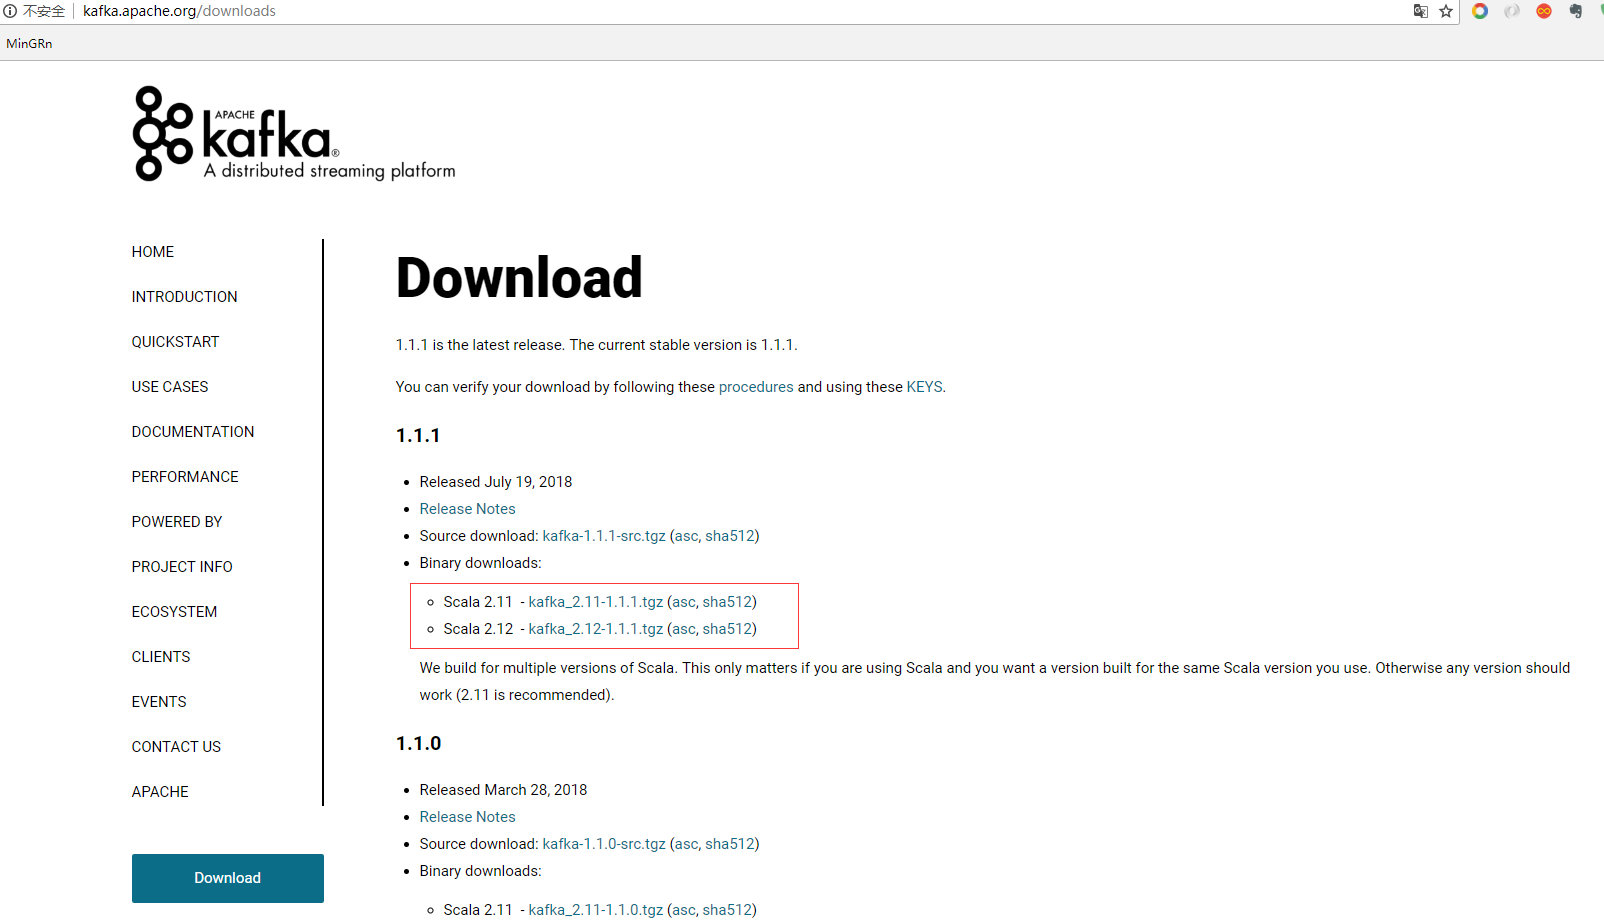 不安全 kafka.apache.org/downloads
MinGRn
APACHE
kafka®
A distributed streaming platform
HOME
INTRODUCTION
QUICKSTART
USE CASES
DOCUMENTATION
PERFORMANCE
POWERED BY
PROJECT INFO
ECOSYSTEM
CLIENTS
EVENTS
CONTACT US
APACHE
Download
Download
1.1.1 is the latest release. The current stable version is 1.1.1.
You can verify your download by following these procedures and using these KEYS.
1.1.1
Released July 19, 2018
Release Notes
Source download: kafka-1.1.1-src.tgz (asc, sha512)
Binary downloads:
Scala 2.11 - kafka_2.11-1.1.1.tgz (asc, sha512)
Scala 2.12 - kafka_2.12-1.1.1.tgz (asc, sha512)
We build for multiple versions of Scala. This only matters if you are using Scala and you want a version built for the same Scala version you use. Otherwise any version should
work (2.11 is recommended).
1.1.0
Released March 28, 2018
Release Notes
Source download: kafka-1.1.0-src.tgz (asc, sha512)
Binary downloads:
Scala 2.11 - kafka_2.11-1.1.0.tgz (asc, sha512)